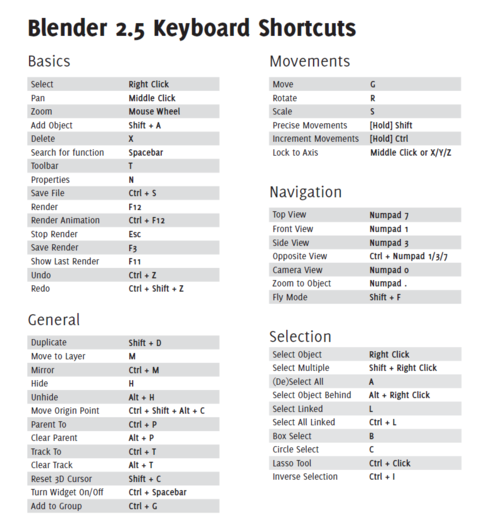 Blender 2.5 Keyboard Shortcuts
Basics
Select Right Click
Pan Middle Click
Zoom Mouse Wheel
Add Object Shift + A
Delete X
Search for function Spacebar
Toolbar T
Properties N
Save File Ctrl + S
Render F12
Render Animation Ctrl + F12
Stop Render Esc
Save Render F3
Show Last Render F11
Undo Ctrl + Z
Redo Ctrl + Shift + Z
General
Duplicate Shift + D
Move to Layer M
Mirror Ctrl + M
Hide H
Unhide Alt + H
Move Origin Point Ctrl + Shift + Alt + C
Parent To Ctrl + P
Clear Parent Alt + P
Track To Ctrl + T
Clear Track Alt + T
Reset 3D Cursor Shift + C
Turn Widget On/Off Ctrl + Spacebar
Add to Group Ctrl + G
Movements
Move G
Rotate R
Scale S
Precise Movements [Hold] Shift
Increment Movements [Hold] Ctrl
Lock to Axis Middle Click or X/Y/Z
Navigation
Top View Numpad 7
Front View Numpad 1
Side View Numpad 3
Opposite View Ctrl + Numpad 1/3/7
Camera View Numpad 0
Zoom to Object Numpad .
Fly Mode Shift + F
Selection
Select Object Right Click
Select Multiple Shift + Right Click
(De)Select All A
Select Object Behind Alt + Right Click
Select Linked L
Select All Linked Ctrl + L
Box Select B
Circle Select C
Lasso Tool Ctrl + Click
Inverse Selection Ctrl + I